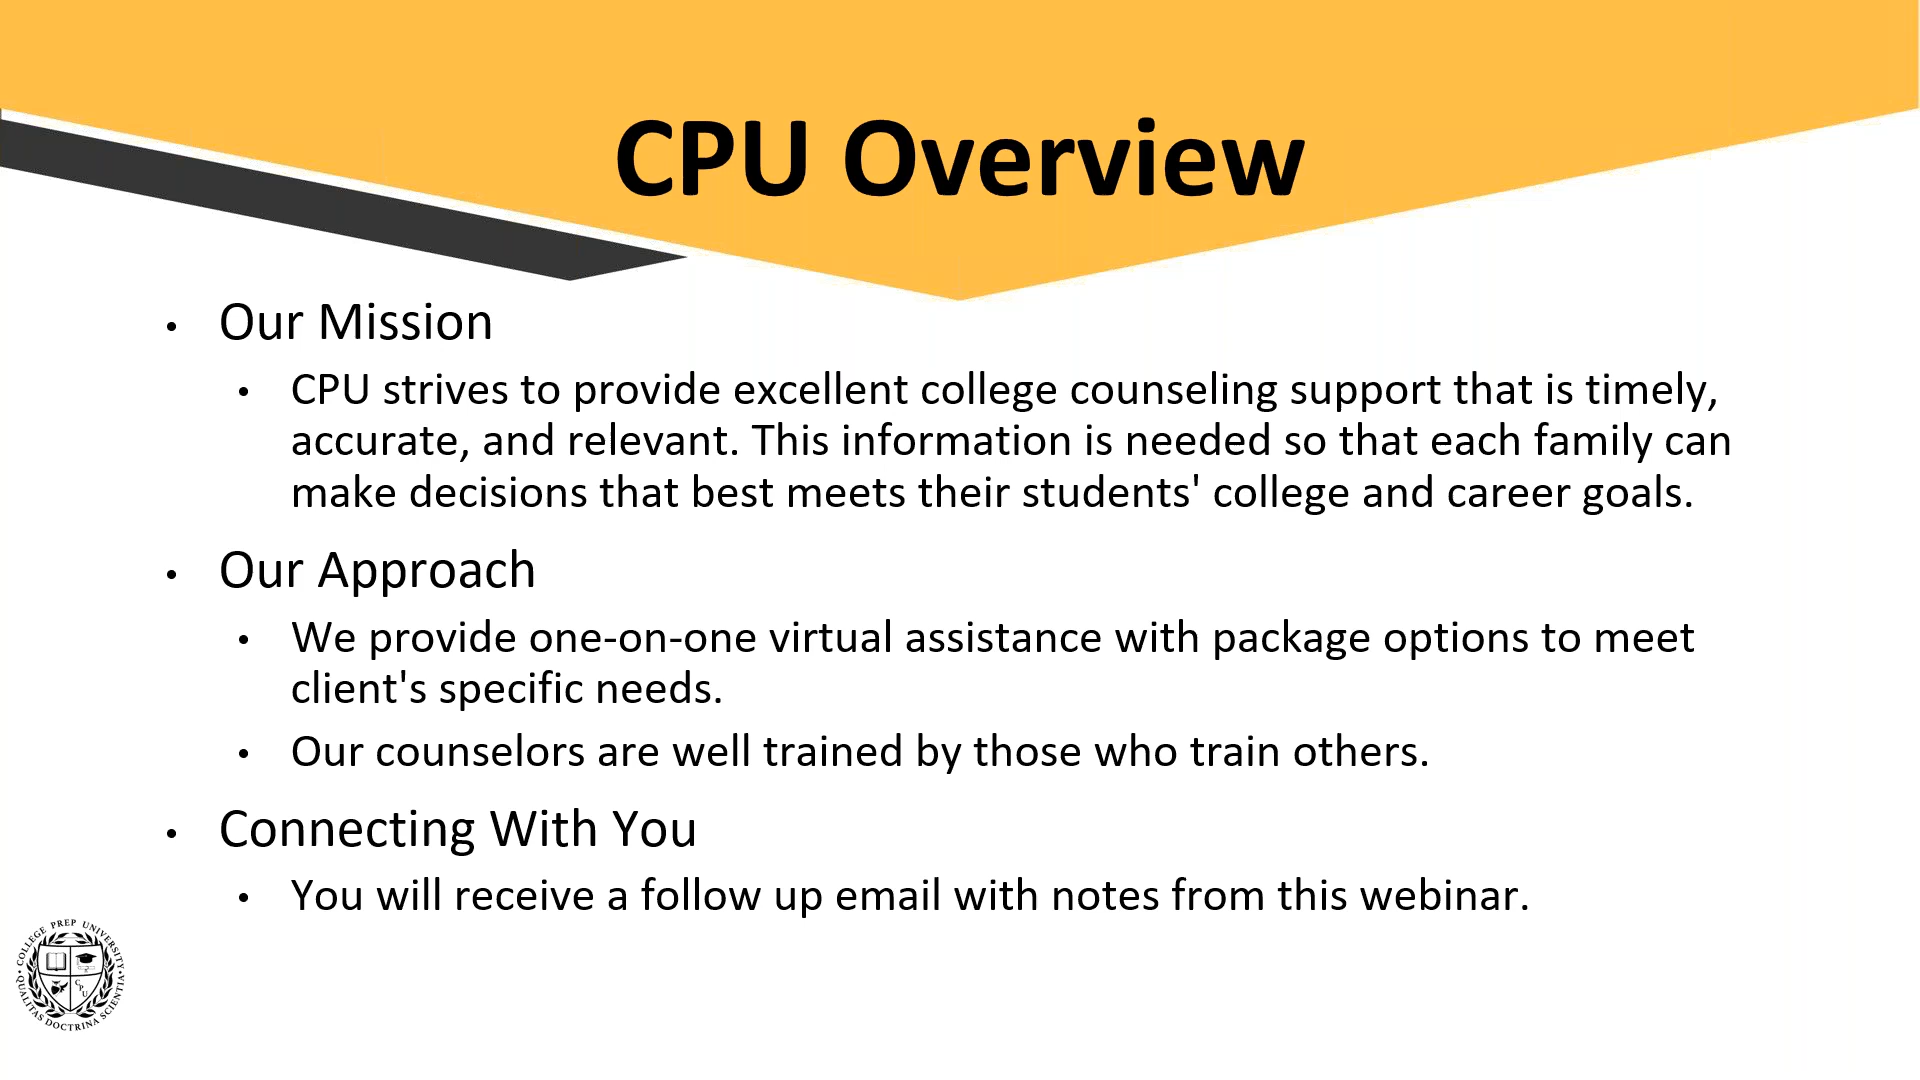 CPU Overview
• Our Mission
• CPU strives to provide excellent college counseling support that is timely,
accurate, and relevant. This information is needed so that each family can
make decisions that best meets their students' college and career goals.
• Our Approach
• We provide one-on-one virtual assistance with package options to meet
client's specific needs.
• Our counselors are well trained by those who train others.
• Connecting With You
• You will receive a follow up email with notes from this webinar.
COLLEGE PREP UNIVERSITY
CPU
QUALITAS DOCTRINA SCIENTIA